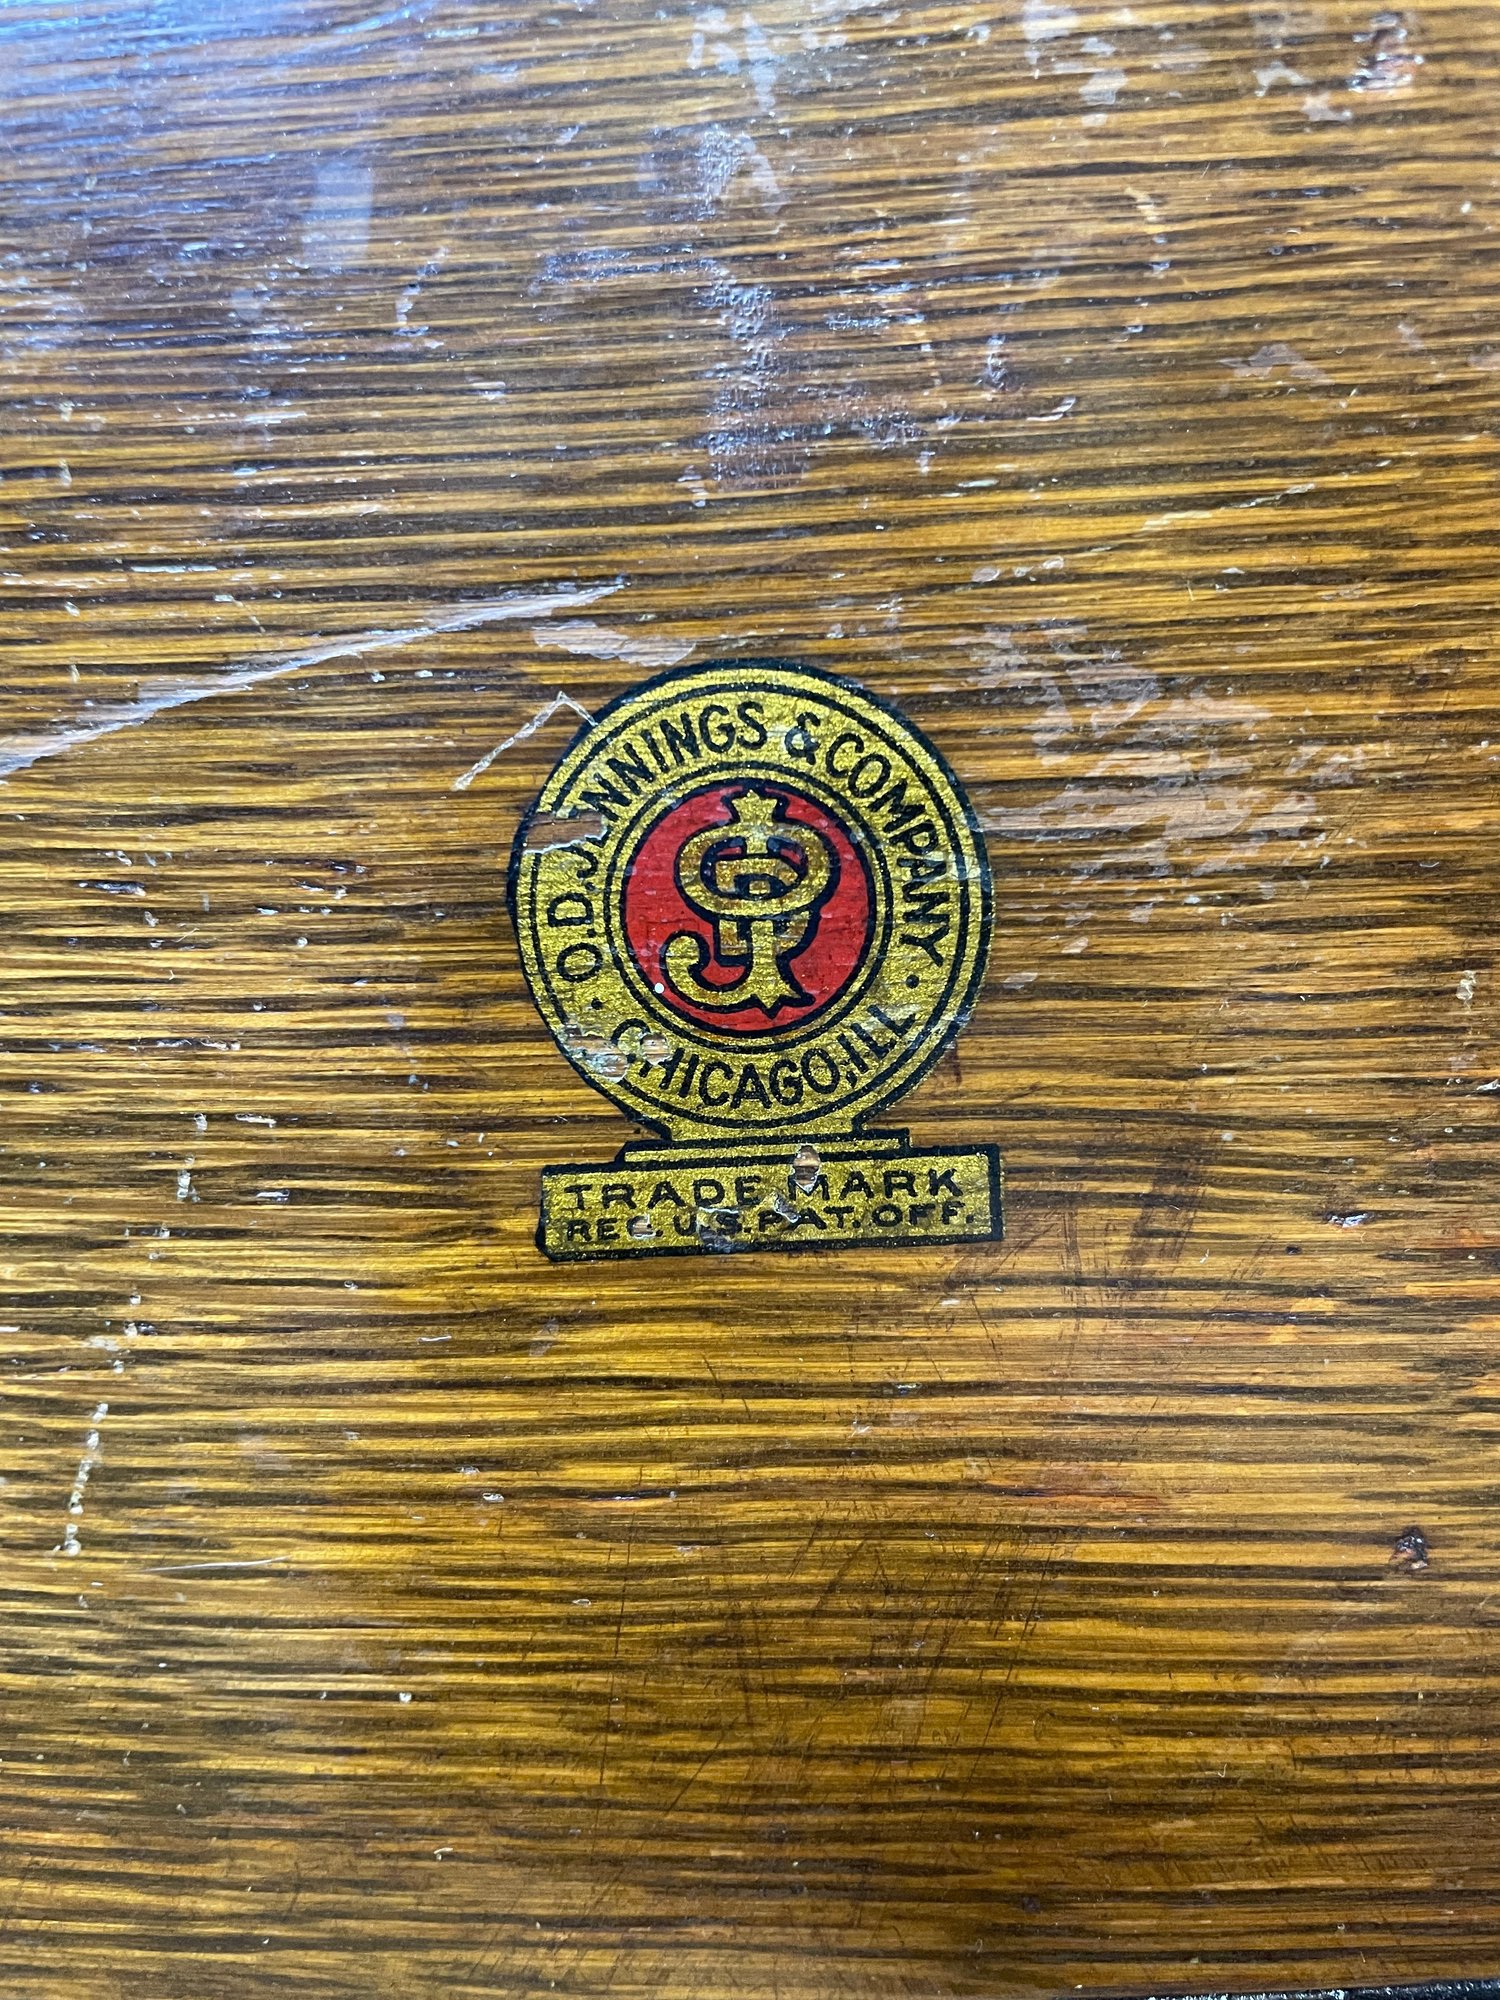 O.D. JENNINGS & COMPANY
CHICAGO, ILL.
TRADE MARK
REG. U.S. PAT. OFF.